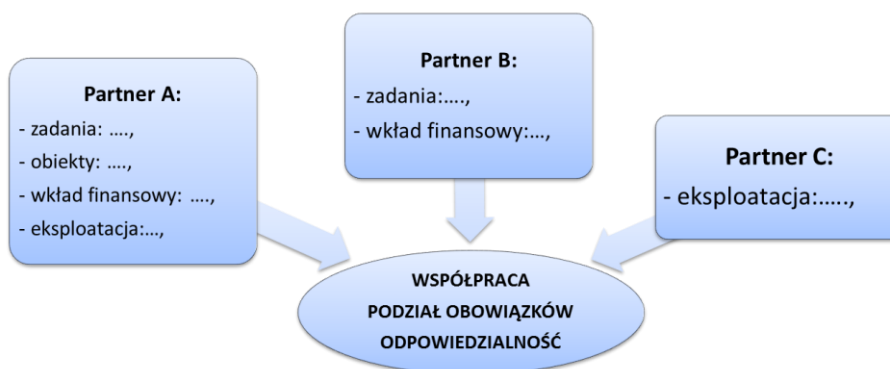 Partner A:
- zadania: ....,
- obiekty: ....,
- wkład finansowy: ....,
- eksploatacja:...,
Partner B:
- zadania:....,
- wkład finansowy:...,
Partner C:
- eksploatacja:.....,
WSPÓŁPRACA
PODZIAŁ OBOWIĄZKÓW
ODPOWIEDZIALNOŚĆ